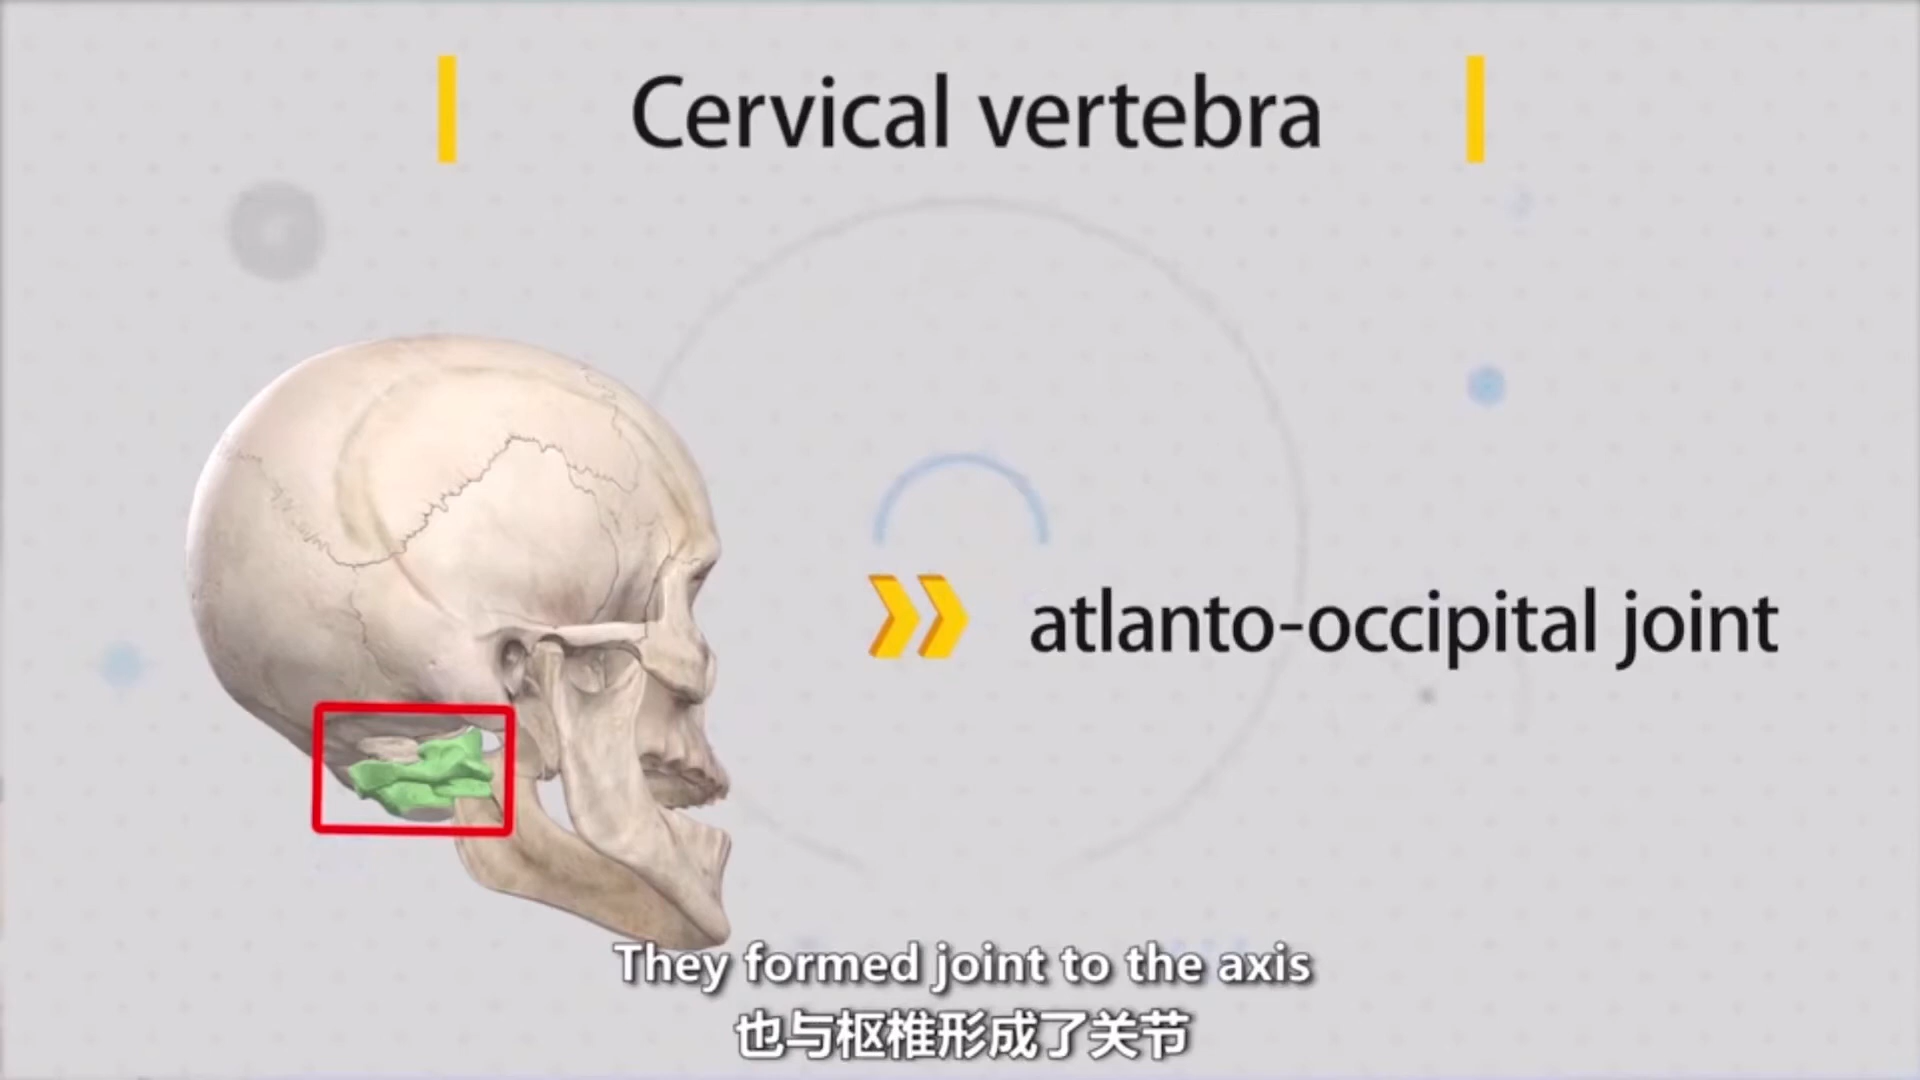 Cervical vertebra
atlanto-occipital joint
They formed joint to the axis
也与枢椎形成了关节